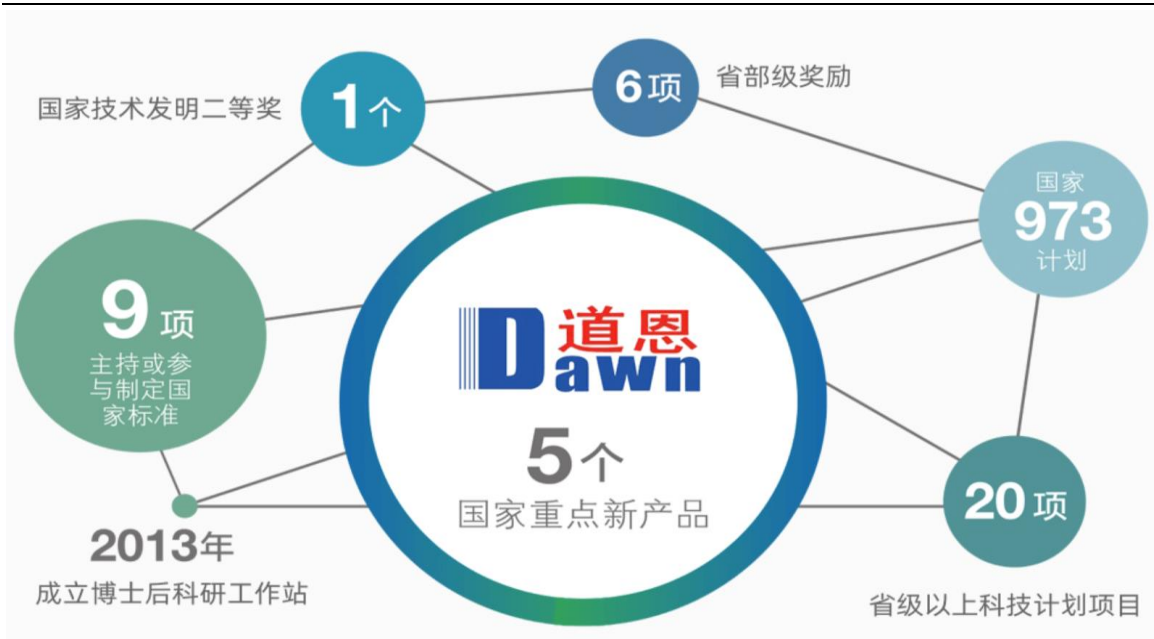 国家技术发明二等奖
1个
6项
省部级奖励
国家
973
计划
9项
主持或参
与制定国
家标准
道恩
Dawn
5个
国家重点新产品
20项
省级以上科技计划项目
2013年
成立博士后科研工作站